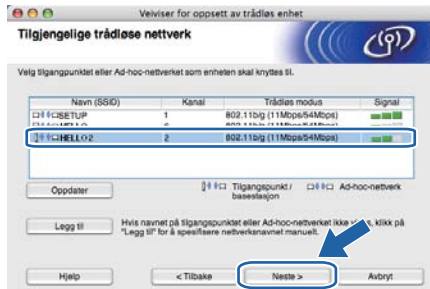 Veiviser for oppsett av trådløs enhet
Tilgjengelige trådløse nettverk
Velg tilgangpunktet eller Ad-hoc-nettverket som enheten skal knyttes til.
Navn (SSID) Kanal Trådløs modus Signal
SETUP 1 802.11b/g (11Mbps/54Mbps)
HELLO 6 802.11b/g (11Mbps/54Mbps)
HELLO2 2 802.11b/g (11Mbps/54Mbps)
Oppdater
Tilgangspunkt / Ad-hoc-nettverk
basestasjon
Legg til
Hvis navnet på tilgangspunktet eller Ad-hoc-nettverket ikke vises, klikk på
"Legg til" for å spesifisere nettverksnavnet manuelt.
Hjelp < Tilbake Neste > Avbryt